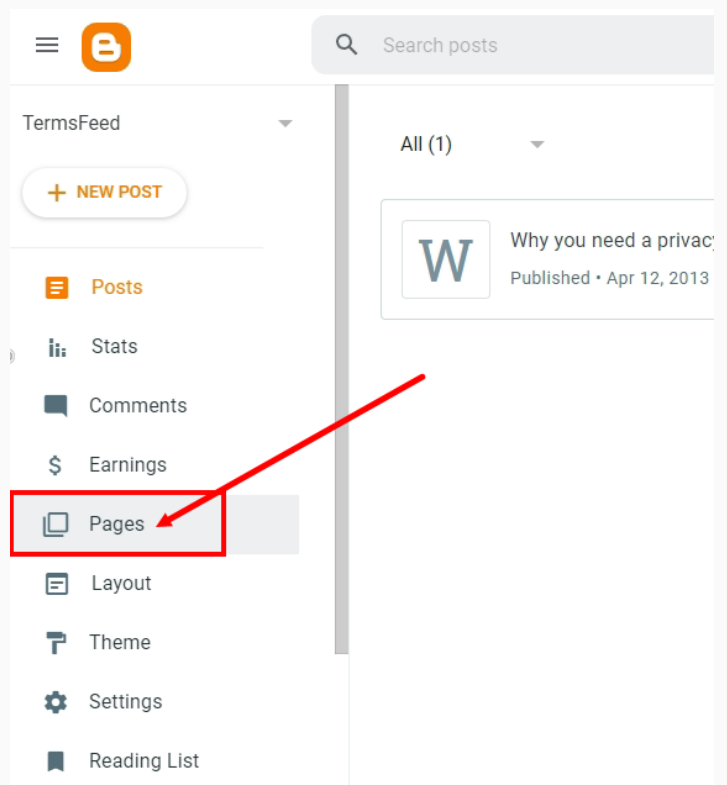 Search posts
TermsFeed
All (1)
+ NEW POST
W
Why you need a privacy
Published • Apr 12, 2013
Posts
Stats
Comments
$ Earnings
Pages
Layout
Theme
Settings
Reading List